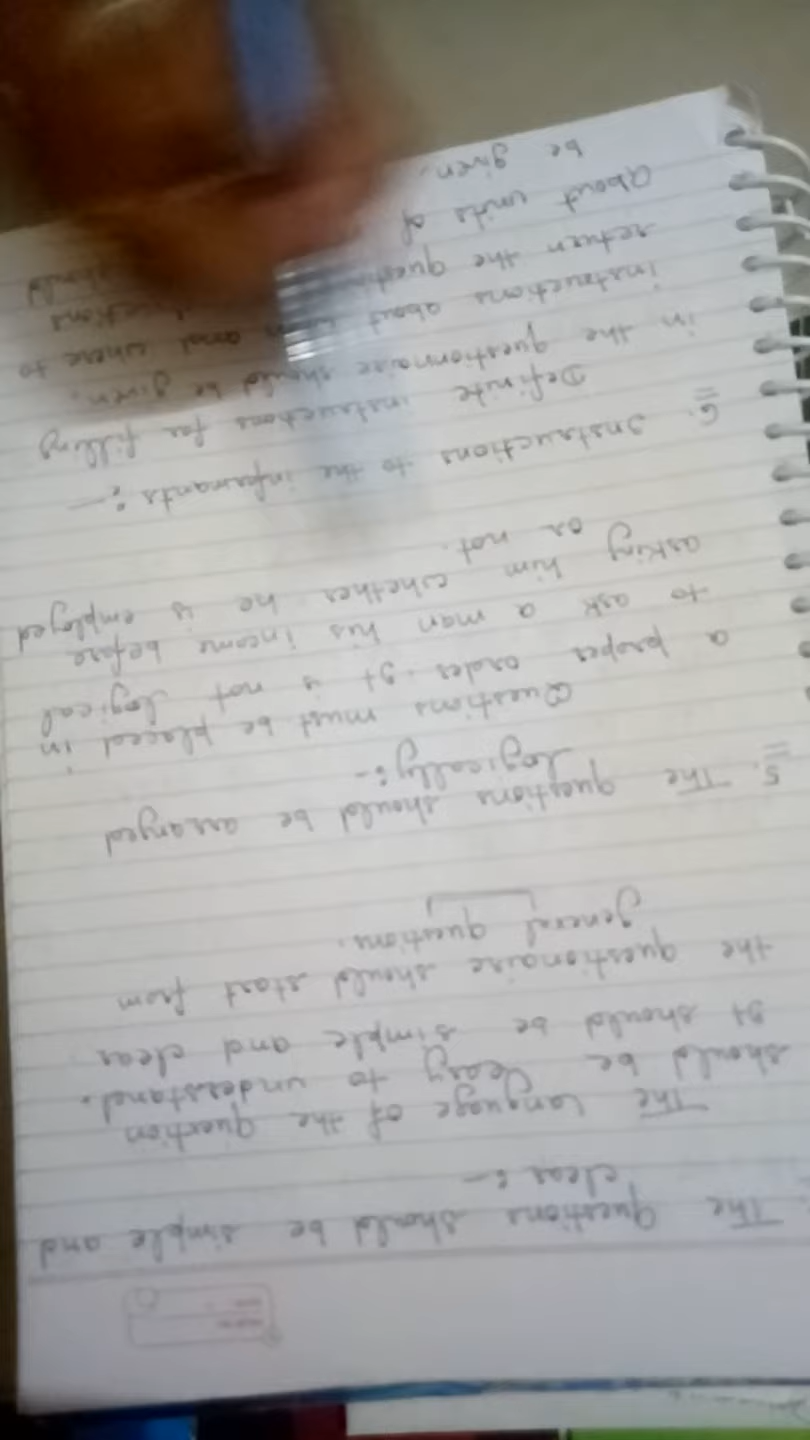 The questions should be simple and
clear :-
The language of the question
should be easy to understand.
It should be simple and clear
the questionaire should start from
general questions.
5. The questions should be arranged
logically :-
Questions must be placed in
a proper order. It is not logical
to ask a man his income before
asking him whether he is employed
or not.
6. Instructions to the informants :-
Definite instructions for filling
in the questionnaire should be given.
instructions about and where to
return the
about units of should
be given.